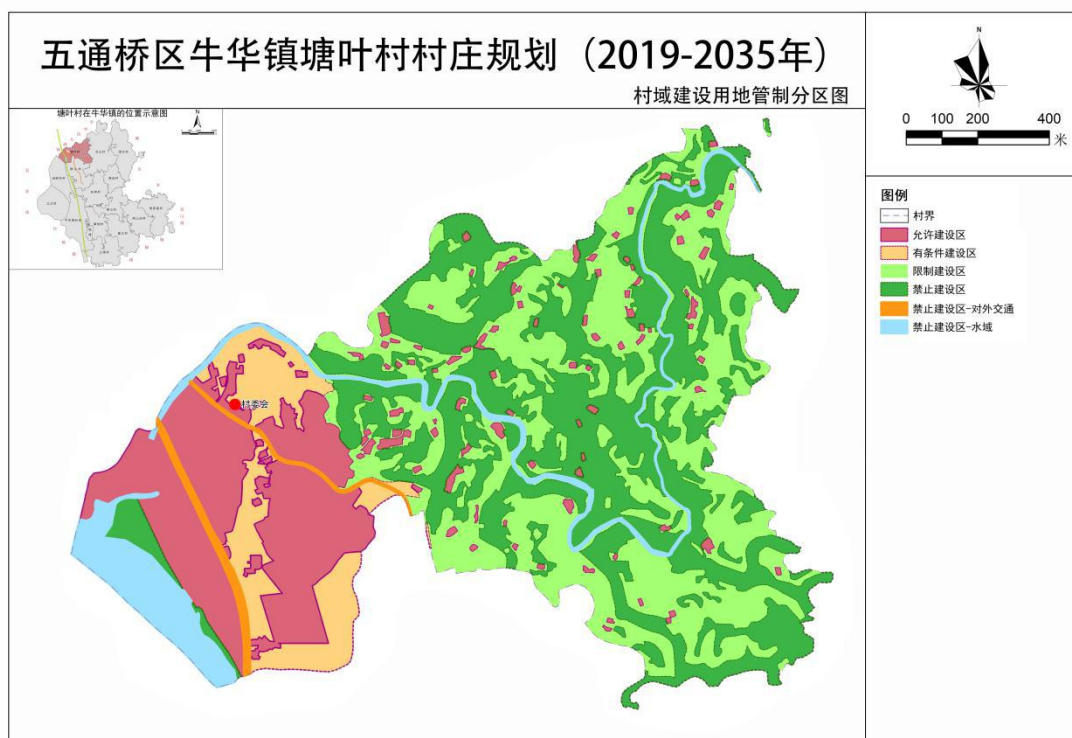 五通桥区牛华镇塘叶村村庄规划（2019-2035年）
村域建设用地管制分区图
塘叶村在牛华镇的位置示意图
N
N
0 100 200 400
米
图例
村界
允许建设区
有条件建设区
限制建设区
禁止建设区
禁止建设区-对外交通
禁止建设区-水域
村委会